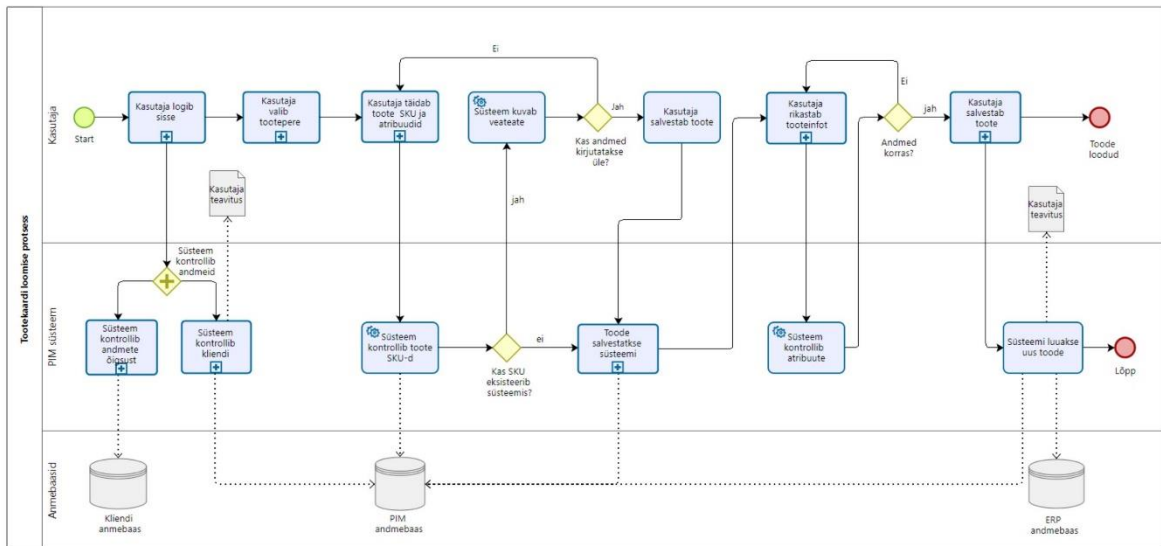 Tootekaardi loomise protsess
Kasutaja
Start
Kasutaja logib
sisse
Kasutaja
valib
tootepere
Kasutaja täidab
toote SKU ja
atribuudid
Ei
Süsteem kuvab
veateate
Kas andmed
kirjutatakse
üle?
Jah
Kasutaja
salvestab toote
Kasutaja
rikastab
tooteinfot
Ei
Andmed
korras?
jah
Kasutaja
salvestab
toote
Toode
loodud
Kasutaja
teavitus
jah
Kasutaja
teavitus
PIM süsteem
Süsteem
kontrollib
andmeid
Süsteem
kontrollib
andmete
õigsust
Süsteem
kontrollib
kliendi
Süsteem
kontrollib toote
SKU-d
Kas SKU
eksisteerib
süsteemis?
ei
Toode
salvestatkse
süsteemi
Süsteem
kontrollib
atribuute
Süsteemi luuakse
uus toode
Lõpp
Anmebaasid
Kliendi
anmebaas
PIM
andmebaas
ERP
andmebaas